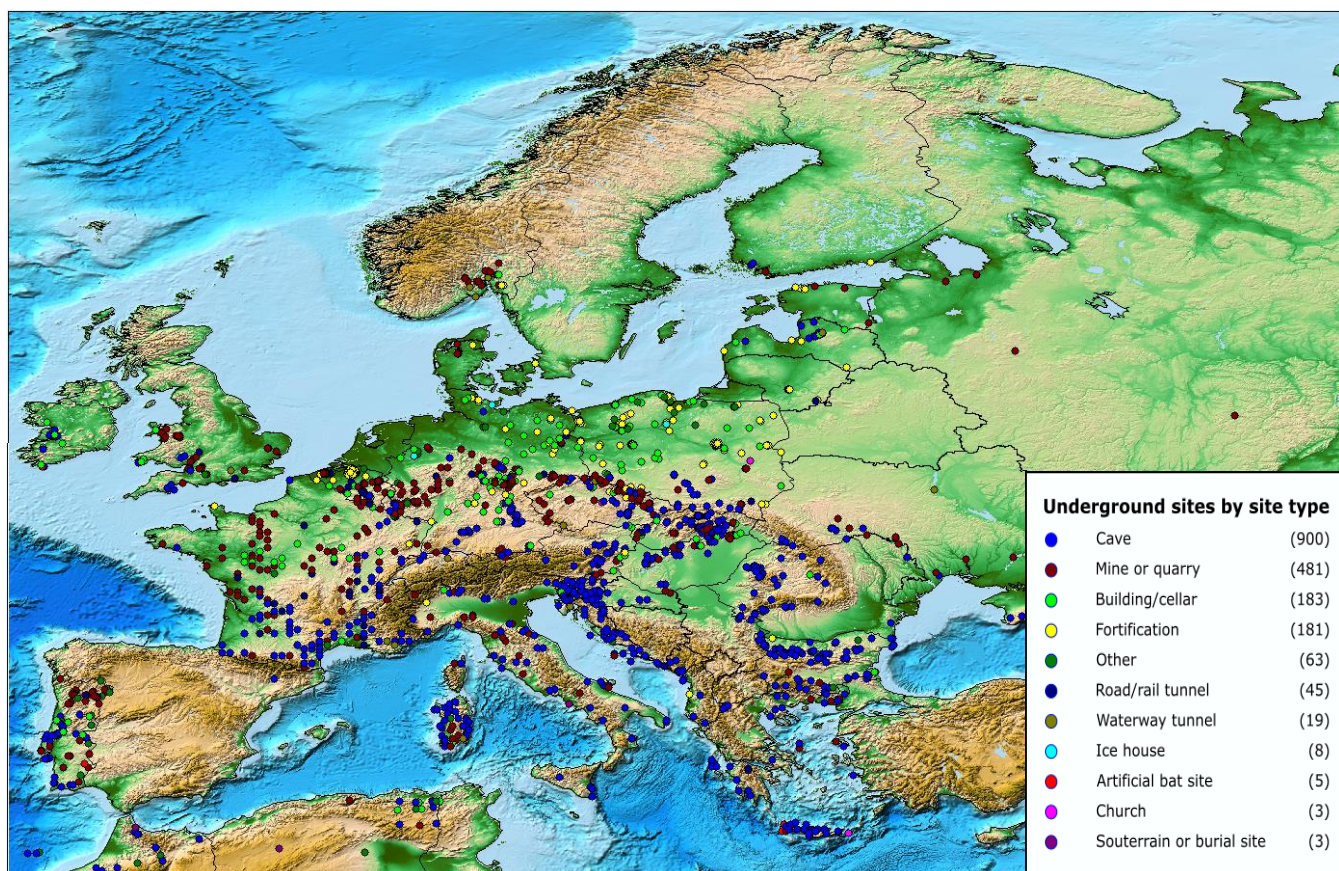 Underground sites by site type
Cave (900)
Mine or quarry (481)
Building/cellar (183)
Fortification (181)
Other (63)
Road/rail tunnel (45)
Waterway tunnel (19)
Ice house (8)
Artificial bat site (5)
Church (3)
Souterrain or burial site (3)